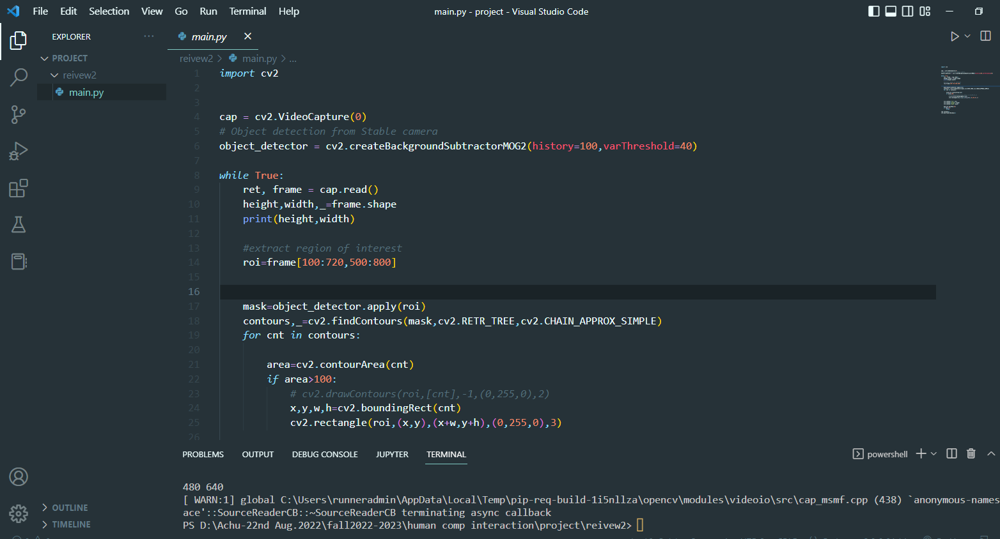 File Edit Selection View Go Run Terminal Help
main.py - project - Visual Studio Code
EXPLORER
PROJECT
reivew2
main.py
main.py
reivew2 > main.py > ...
1 import cv2
2
3
4 cap = cv2.VideoCapture(0)
5 # Object detection from Stable camera
6 object_detector = cv2.createBackgroundSubtractorMOG2(history=100,varThreshold=40)
7
8 while True:
9 ret, frame = cap.read()
10 height,width,_=frame.shape
11 print(height,width)
12
13 #extract region of interest
14 roi=frame[100:720,500:800]
15
16
17 mask=object_detector.apply(roi)
18 contours,_=cv2.findContours(mask,cv2.RETR_TREE,cv2.CHAIN_APPROX_SIMPLE)
19 for cnt in contours:
20
21 area=cv2.contourArea(cnt)
22 if area>100:
23 # cv2.drawContours(roi,[cnt],-1,(0,255,0),2)
24 x,y,w,h=cv2.boundingRect(cnt)
25 cv2.rectangle(roi,(x,y),(x+w,y+h),(0,255,0),3)
26
PROBLEMS OUTPUT DEBUG CONSOLE JUPYTER TERMINAL
powershell
480 640
[ WARN:1] global C:\Users\runneradmin\AppData\Local\Temp\pip-req-build-1i5nllza\opencv\modules\videoio\src\cap_msmf.cpp (438) `anonymous-names
ace'::SourceReaderCB::~SourceReaderCB terminating async callback
PS D:\Achu-22nd Aug.2022\fall2022-2023\human comp interaction\project\reivew2>
OUTLINE
TIMELINE